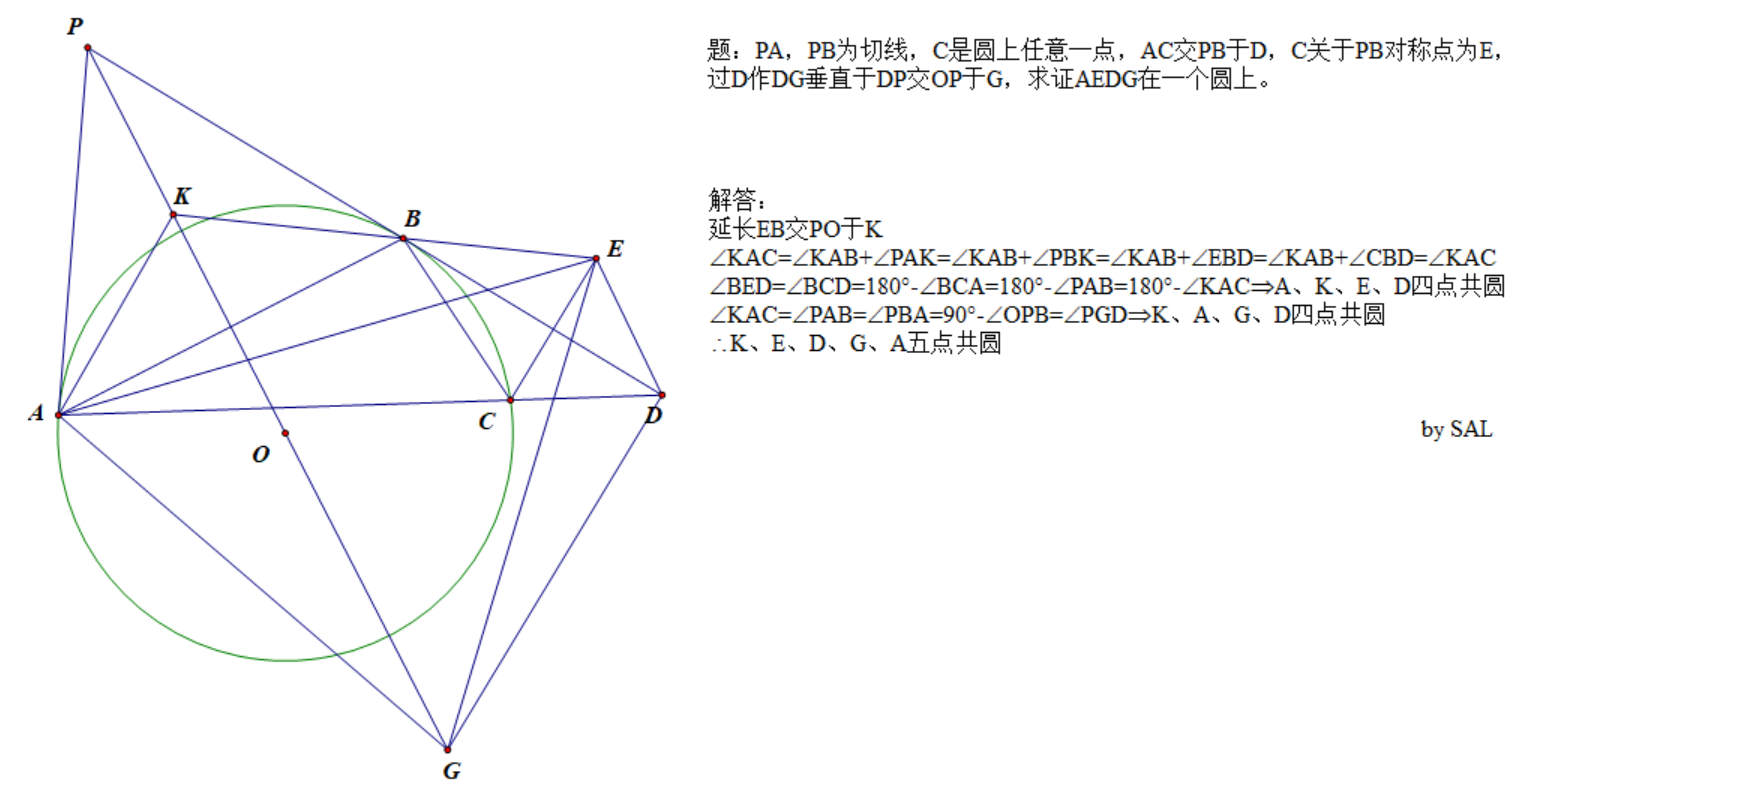 P
题：PA，PB为切线，C是圆上任意一点，AC交PB于D，C关于PB对称点为E，
过D作DG垂直于DP交OP于G，求证AEDG在一个圆上。
K
解答：
B
延长EB交PO于K
E
∠KAC=∠KAB+∠PAK=∠KAB+∠PBK=∠KAB+∠EBD=∠KAB+∠CBD=∠KAC
∠BED=∠BCD=180°-∠BCA=180°-∠PAB=180°-∠KAC⇒A、K、E、D四点共圆
∠KAC=∠PAB=∠PBA=90°-∠OPB=∠PGD⇒K、A、G、D四点共圆
∴K、E、D、G、A五点共圆
A
C
D
by SAL
O
G